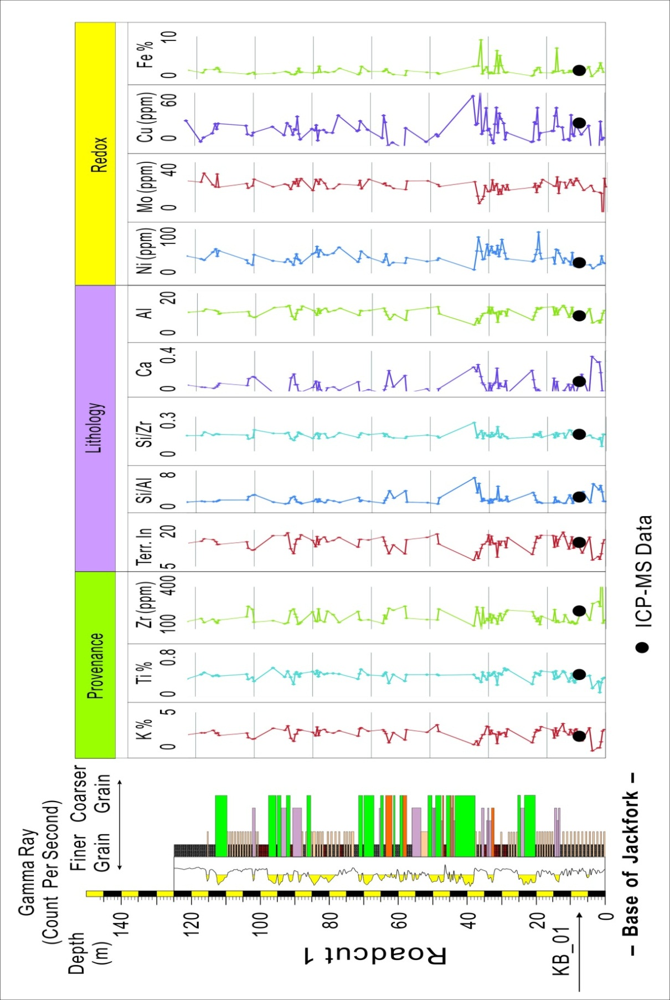 Gamma Ray
(Count Per Second)
Depth
(m)
Finer Coarser
Grain Grain
Provenance
Lithology
Redox
K %
0 5
Ti %
0 0.8
Zr (ppm)
100 400
Terr. In
5 20
Si/Al
0 8
Si/Zr
0 0.3
Ca
0 0.4
Al
0 20
Ni (ppm)
0 100
Mo (ppm)
0 40
Cu (ppm)
0 60
Fe %
0 10
140
120
100
80
60
40
20
0
Roadcut 1
KB_01
– Base of Jackfork –
ICP-MS Data